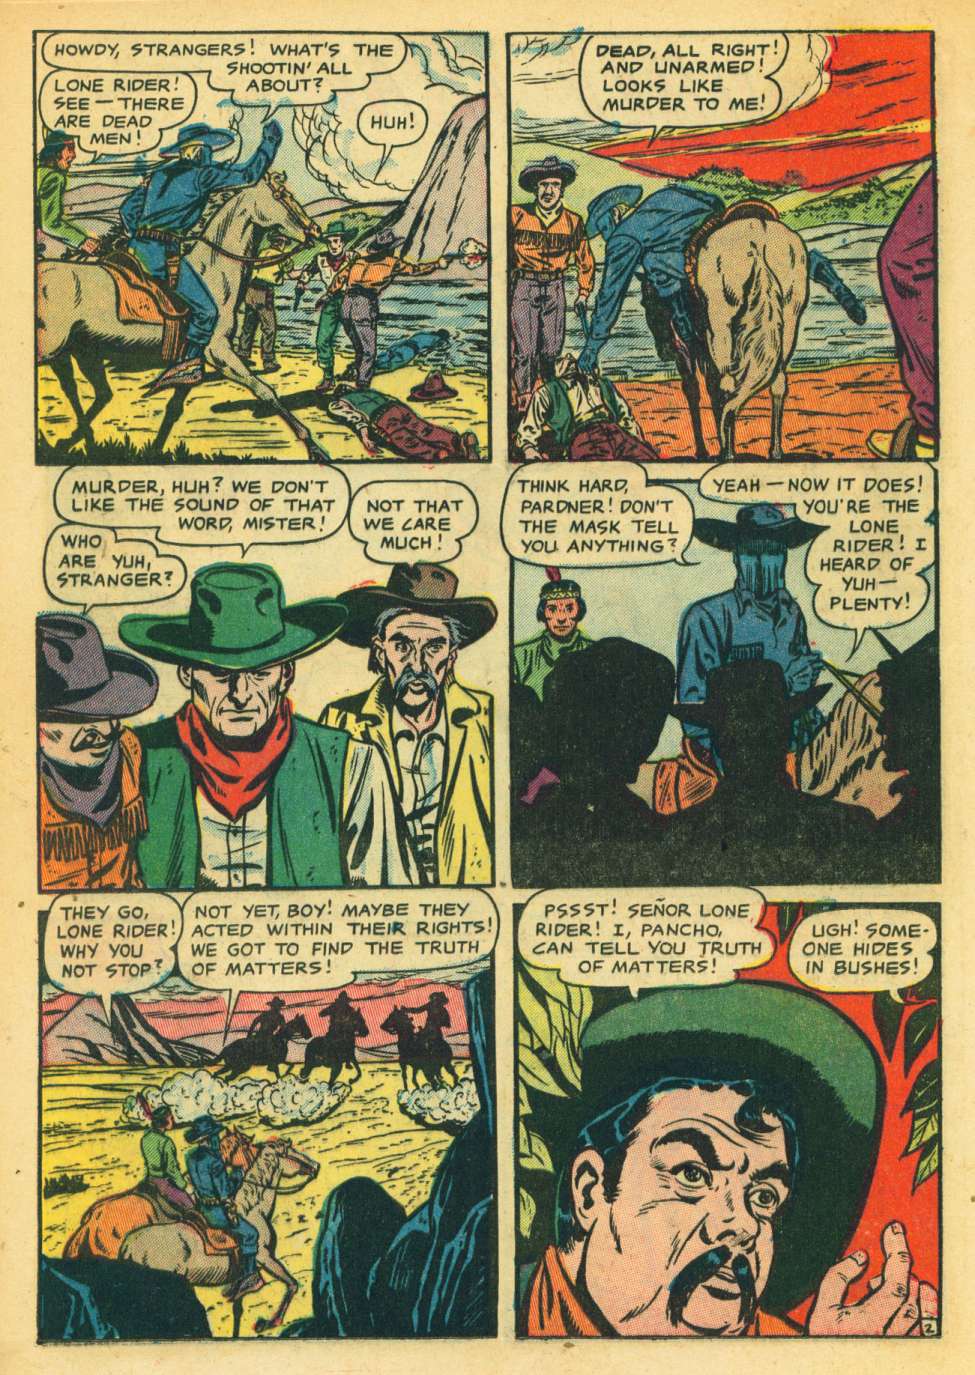 HOWDY, STRANGERS! WHAT'S THE
SHOOTIN' ALL
ABOUT?
LONE RIDER!
SEE — THERE
ARE DEAD
MEN!
HUH!
DEAD, ALL RIGHT!
AND UNARMED!
LOOKS LIKE
MURDER TO ME!
MURDER, HUH? WE DON'T
LIKE THE SOUND OF THAT
WORD, MISTER!
WHO
ARE YUH,
STRANGER?
NOT THAT
WE CARE
MUCH!
THINK HARD,
PARDNER! DON'T
THE MASK TELL
YOU ANYTHING?
YEAH — NOW IT DOES!
YOU'RE THE
LONE
RIDER! I
HEARD OF
YUH —
PLENTY!
THEY GO,
LONE RIDER!
WHY YOU
NOT STOP?
NOT YET, BOY! MAYBE THEY
ACTED WITHIN THEIR RIGHTS!
WE GOT TO FIND THE TRUTH
OF MATTERS!
PSSST! SEÑOR LONE
RIDER! I, PANCHO,
CAN TELL YOU TRUTH
OF MATTERS!
UGH! SOME-
ONE HIDES
IN BUSHES!
2